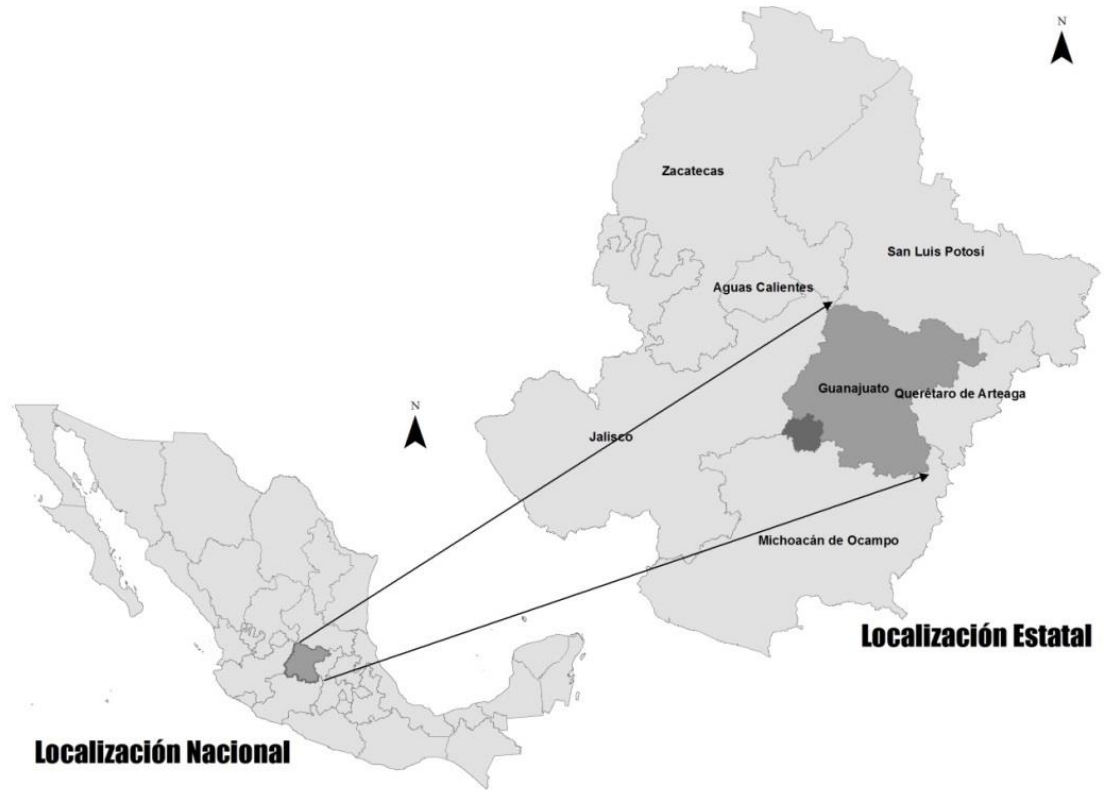 N
Zacatecas
San Luis Potosí
Aguas Calientes
Guanajuato
Querétaro de Arteaga
N
Jalisco
Michoacán de Ocampo
Localización Estatal
Localización Nacional